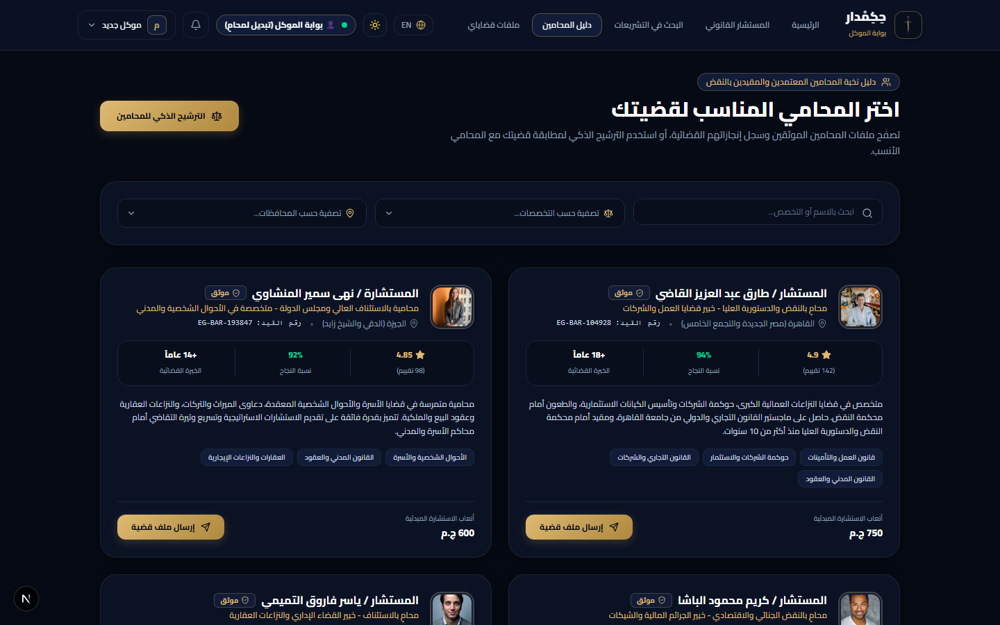 حِكِمْدار
بوابة الموكل
الرئيسية
المستشار القانوني
البحث في التشريعات
دليل المحامين
ملفات قضاياي
EN
بوابة الموكل (تبديل لمحامٍ)
م
موكل جديد
دليل نخبة المحامين المعتمدين والمقيدين بالنقض
اختر المحامي المناسب لقضيتك
تصفح ملفات المحامين الموثقين وسجل إنجازاتهم القضائية، أو استخدم الترشيح الذكي لمطابقة قضيتك مع المحامي
الأنسب.
الترشيح الذكي للمحامين
ابحث بالاسم أو التخصص...
تصفية حسب التخصصات...
تصفية حسب المحافظات...
المستشار / طارق عبد العزيز القاضي
موثق
محامٍ بالنقض والدستورية العليا - خبير قضايا العمل والشركات
القاهرة (مصر الجديدة والتجمع الخامس) • رقم القيد: EG-BAR-104928
4.9
(142 تقييم)
94%
نسبة النجاح
+18 عاماً
الخبرة القضائية
متخصص في قضايا النزاعات العمالية الكبرى، حوكمة الشركات وتأسيس الكيانات الاستثمارية، والطعون أمام
محكمة النقض. حاصل على ماجستير القانون التجاري والدولي من جامعة القاهرة، ومقيد أمام محكمة
النقض والدستورية العليا منذ أكثر من 10 سنوات.
قانون العمل والتأمينات
حوكمة الشركات والاستثمار
القانون التجاري والشركات
القانون المدني والعقود
أتعاب الاستشارة المبدئية
750 ج.م
إرسال ملف قضية
المستشارة / نهى سمير المنشاوي
موثق
محامية بالاستئناف العالي ومجلس الدولة - متخصصة في الأحوال الشخصية والمدني
الجيزة (الدقي والشيخ زايد) • رقم القيد: EG-BAR-193847
4.85
(98 تقييم)
92%
نسبة النجاح
+14 عاماً
الخبرة القضائية
محامية متمرسة في قضايا الأسرة والأحوال الشخصية المعقدة، دعاوى الميراث والتركات، والنزاعات العقارية
وعقود البيع والملكية. تتميز بقدرة فائقة على تقديم الاستشارات الاستراتيجية وتسريع وتيرة التقاضي أمام
محاكم الأسرة والمدني.
الأحوال الشخصية والأسرة
القانون المدني والعقود
العقارات والنزاعات الإيجارية
أتعاب الاستشارة المبدئية
600 ج.م
إرسال ملف قضية
المستشار / كريم محمود الباشا
موثق
محامٍ بالنقض الجنائي والاقتصادي - خبير الجرائم المالية والشيكات
المستشار / ياسر فاروق التميمي
موثق
محامٍ بالاستئناف - خبير القضاء الإداري والنزاعات العقارية